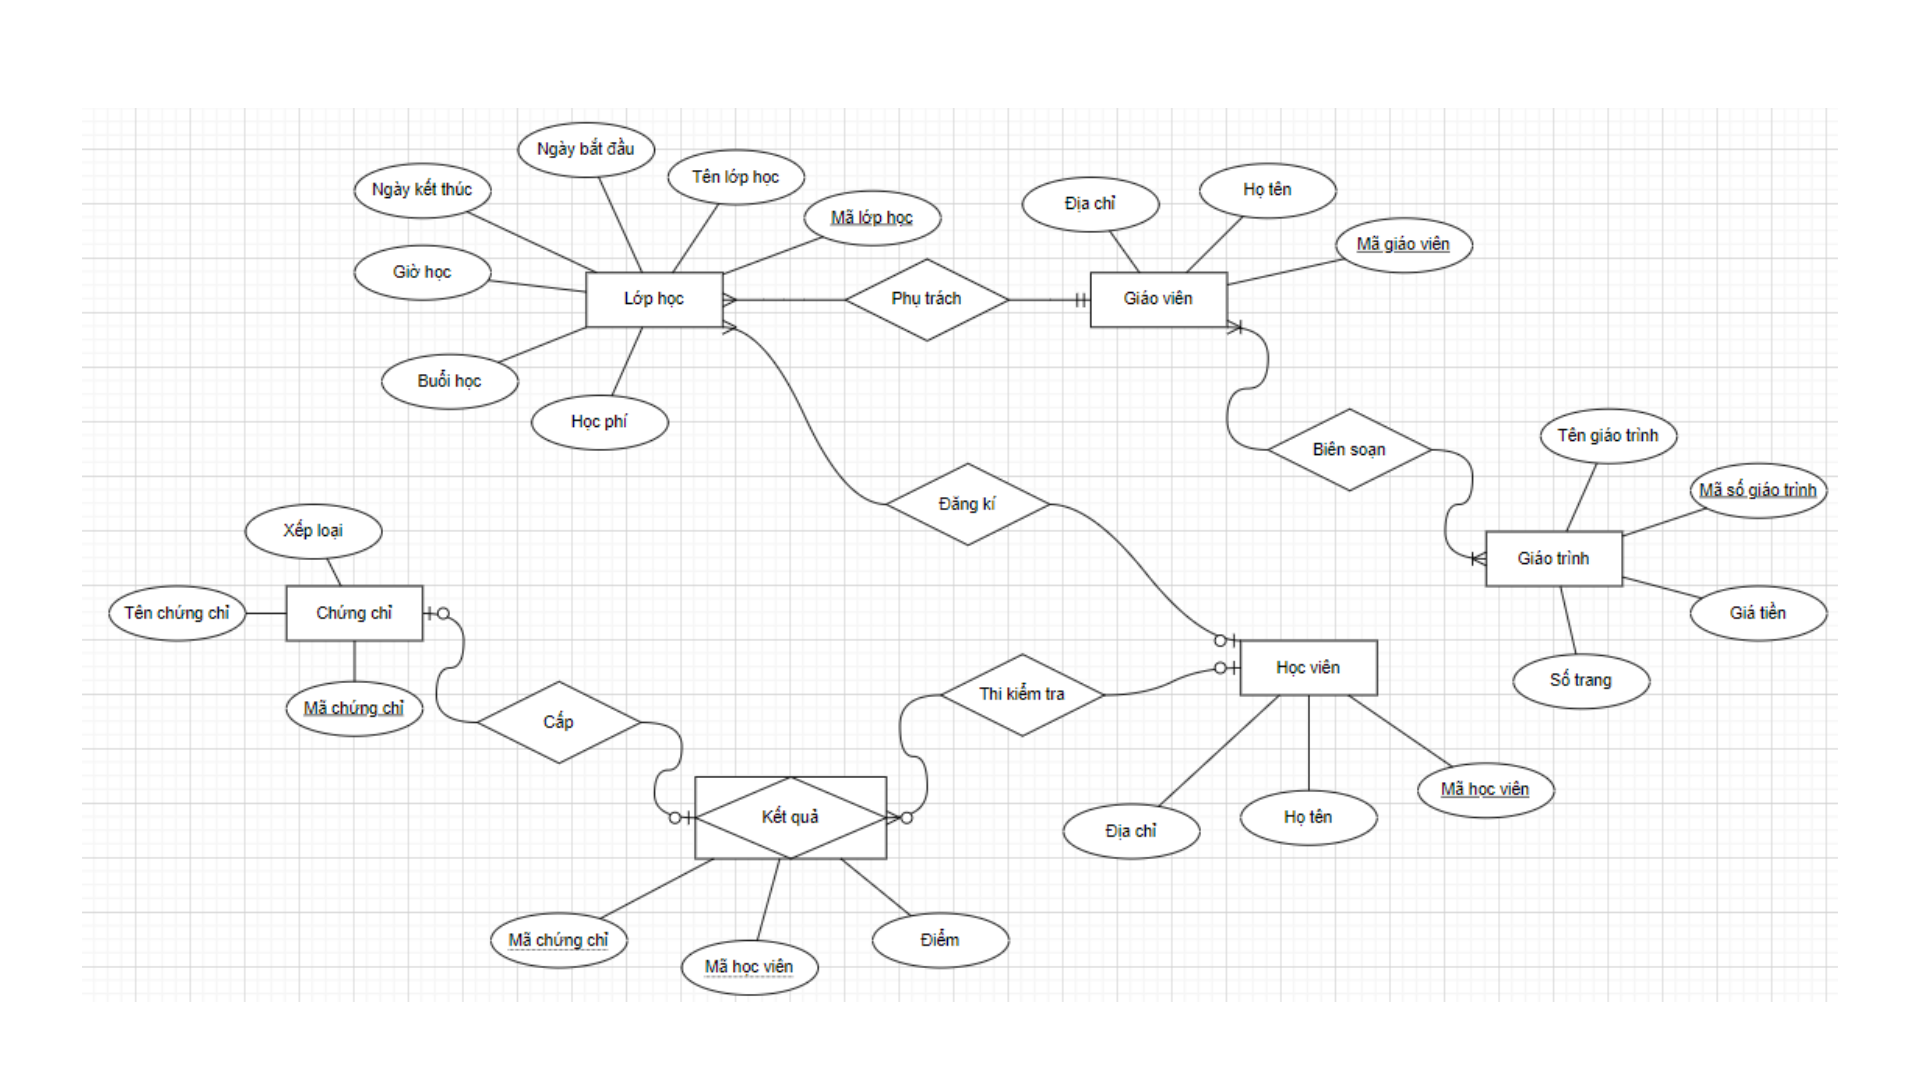 Ngày bắt đầu
Tên lớp học
Ngày kết thúc
Mã lớp học
Địa chỉ
Họ tên
Mã giáo viên
Giờ học
Lớp học
Phụ trách
Giáo viên
Buổi học
Học phí
Biên soạn
Tên giáo trình
Mã số giáo trình
Đăng kí
Giáo trình
Giá tiền
Số trang
Xếp loại
Tên chứng chỉ
Chứng chỉ
Mã chứng chỉ
Cấp
Thi kiểm tra
Học viên
Kết quả
Địa chỉ
Họ tên
Mã học viên
Mã chứng chỉ
Mã học viên
Điểm